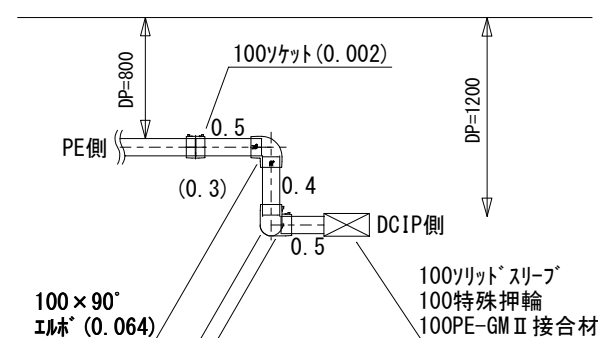 DP=800
100ｿｹｯﾄ(0.002)
DP=1200
PE側
0.5
(0.3)
0.4
DCIP側
0.5
100×90°
ｴﾙﾎﾞ(0.064)
100ｿﾘｯﾄﾞｽﾘｰﾌﾞ
100特殊押輪
100PE-GMⅡ接合材